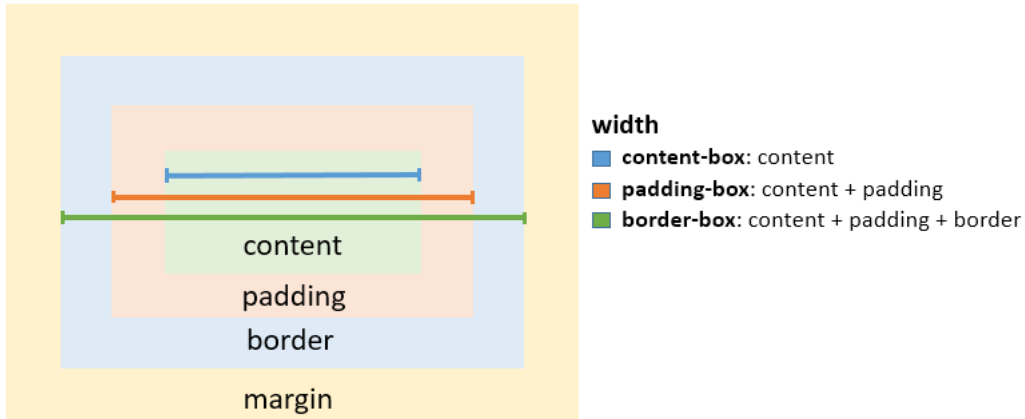 content
padding
border
margin
width
content-box: content
padding-box: content + padding
border-box: content + padding + border